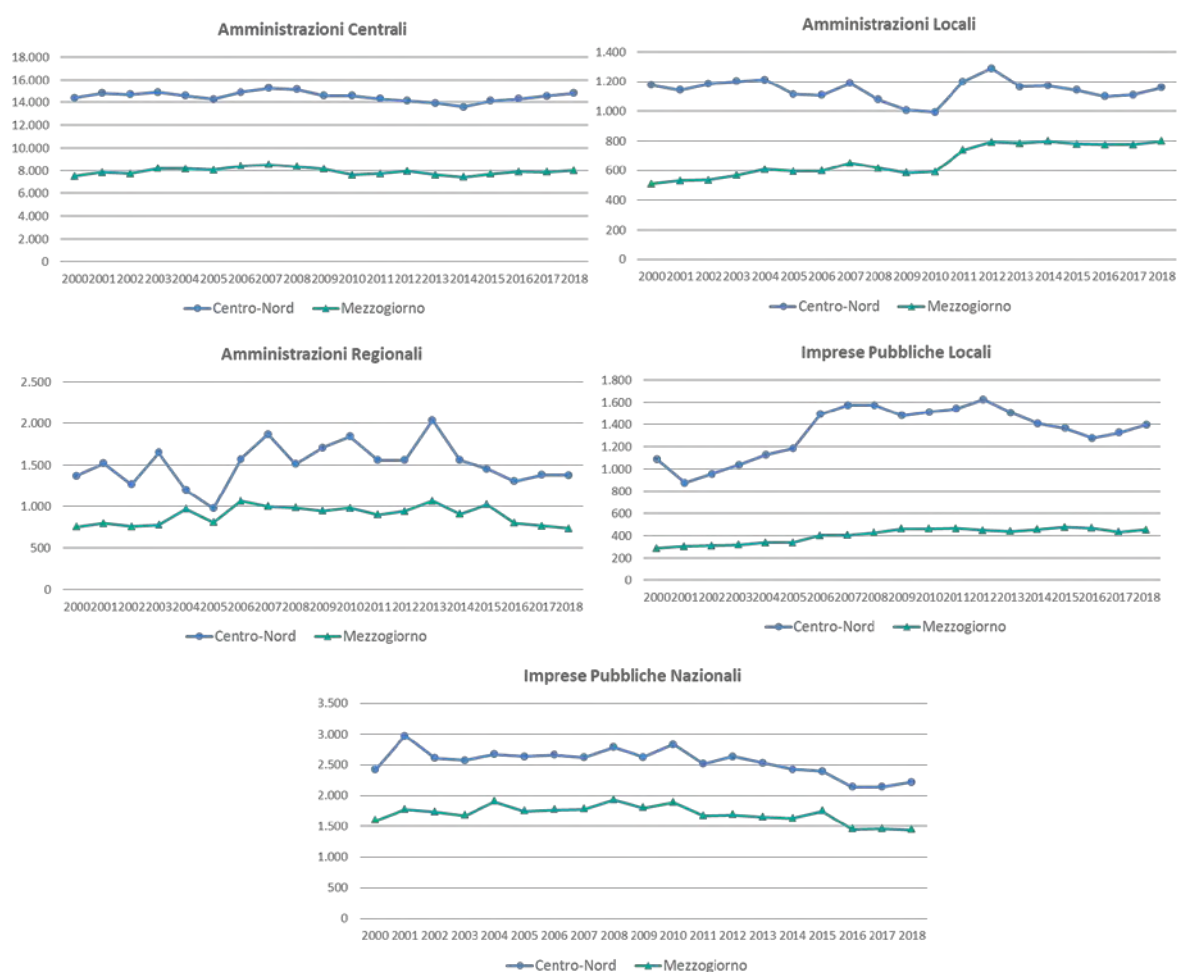 Amministrazioni Centrali
18.000
16.000
14.000
12.000
10.000
8.000
6.000
4.000
2.000
0
2000 2001 2002 2003 2004 2005 2006 2007 2008 2009 2010 2011 2012 2013 2014 2015 2016 2017 2018
Centro-Nord Mezzogiorno
Amministrazioni Locali
1.400
1.200
1.000
800
600
400
200
0
2000 2001 2002 2003 2004 2005 2006 2007 2008 2009 2010 2011 2012 2013 2014 2015 2016 2017 2018
Centro-Nord Mezzogiorno
Amministrazioni Regionali
2.500
2.000
1.500
1.000
500
0
2000 2001 2002 2003 2004 2005 2006 2007 2008 2009 2010 2011 2012 2013 2014 2015 2016 2017 2018
Centro-Nord Mezzogiorno
Imprese Pubbliche Locali
1.800
1.600
1.400
1.200
1.000
800
600
400
200
0
2000 2001 2002 2003 2004 2005 2006 2007 2008 2009 2010 2011 2012 2013 2014 2015 2016 2017 2018
Centro-Nord Mezzogiorno
Imprese Pubbliche Nazionali
3.500
3.000
2.500
2.000
1.500
1.000
500
0
2000 2001 2002 2003 2004 2005 2006 2007 2008 2009 2010 2011 2012 2013 2014 2015 2016 2017 2018
Centro-Nord Mezzogiorno